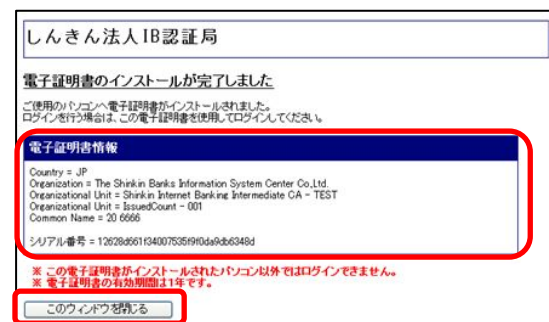 しんきん法人IB認証局
電子証明書のインストールが完了しました
ご使用のパソコンへ電子証明書がインストールされました。
ログインを行う場合は、この電子証明書を使用してログインしてください。
電子証明書情報
Country = JP
Organization = The Shinkin Banks Information System Center Co.,Ltd.
Organizational Unit = Shinkin Internet Banking Intermediate CA - TEST
Organizational Unit = IssuedCount - 001
Common Name = 20 6666
シリアル番号 =
※ この電子証明書がインストールされたパソコン以外ではログインできません。
※ 電子証明書の有効期間は1年です。
このウィンドウを閉じる